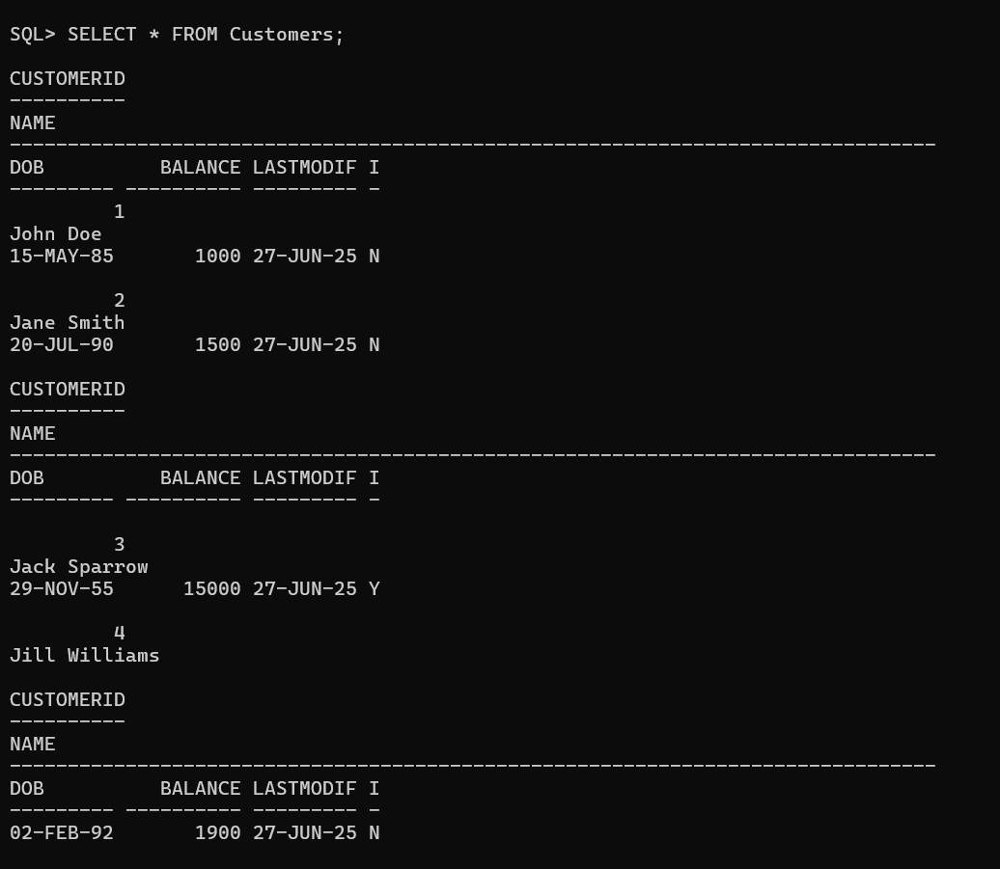 SQL> SELECT * FROM Customers;
CUSTOMERID
----------
NAME
--------------------------------------------------------------------------------
DOB          BALANCE LASTMODIF I
--------- ---------- --------- -
         1
John Doe
15-MAY-85       1000 27-JUN-25 N
         2
Jane Smith
20-JUL-90       1500 27-JUN-25 N
CUSTOMERID
----------
NAME
--------------------------------------------------------------------------------
DOB          BALANCE LASTMODIF I
--------- ---------- --------- -
         3
Jack Sparrow
29-NOV-55      15000 27-JUN-25 Y
         4
Jill Williams
CUSTOMERID
----------
NAME
--------------------------------------------------------------------------------
DOB          BALANCE LASTMODIF I
--------- ---------- --------- -
02-FEB-92       1900 27-JUN-25 N